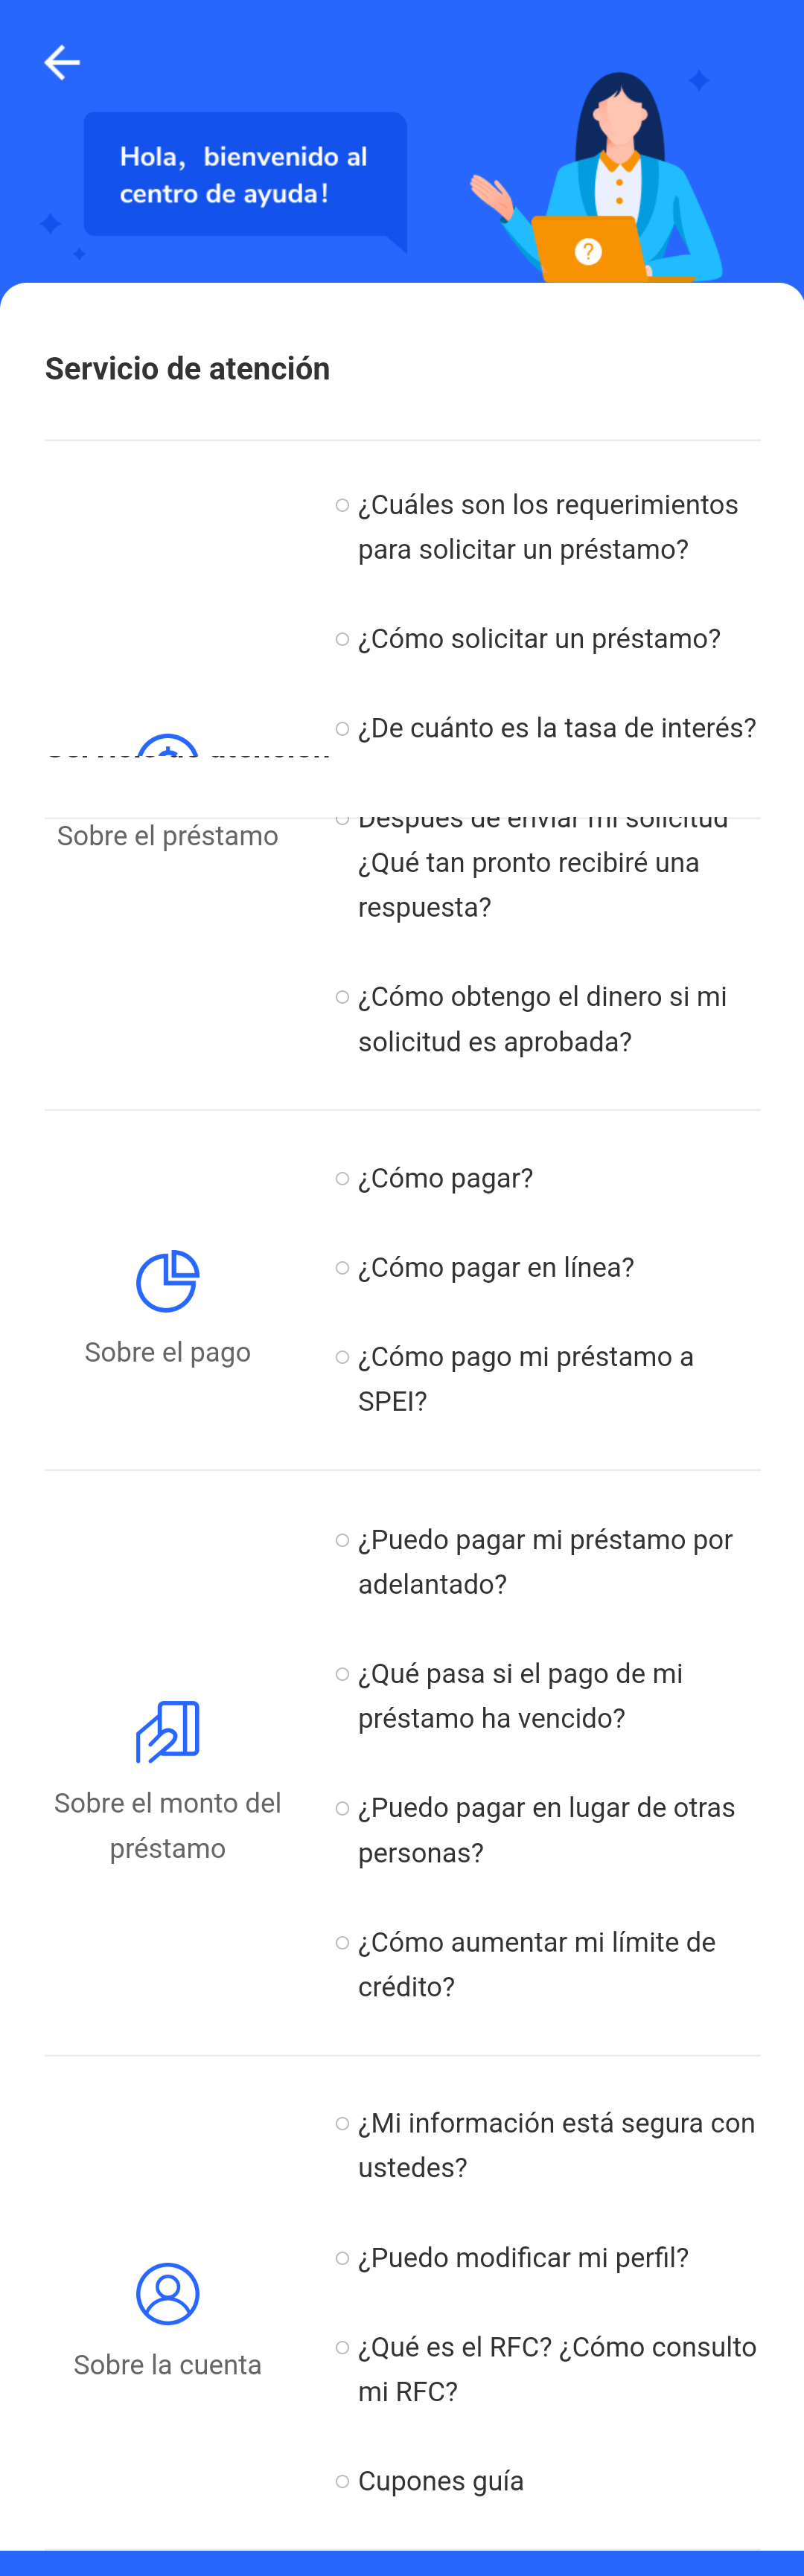 Hola, bienvenido al
centro de ayuda!
Servicio de atención
¿Cuáles son los requerimientos
para solicitar un préstamo?
¿Cómo solicitar un préstamo?
¿De cuánto es la tasa de interés?
Sobre el préstamo
Despues de enviar mi solicitud
¿Qué tan pronto recibiré una
respuesta?
¿Cómo obtengo el dinero si mi
solicitud es aprobada?
Sobre el pago
¿Cómo pagar?
¿Cómo pagar en línea?
¿Cómo pago mi préstamo a
SPEI?
Sobre el monto del
préstamo
¿Puedo pagar mi préstamo por
adelantado?
¿Qué pasa si el pago de mi
préstamo ha vencido?
¿Puedo pagar en lugar de otras
personas?
¿Cómo aumentar mi límite de
crédito?
Sobre la cuenta
¿Mi información está segura con
ustedes?
¿Puedo modificar mi perfil?
¿Qué es el RFC? ¿Cómo consulto
mi RFC?
Cupones guía